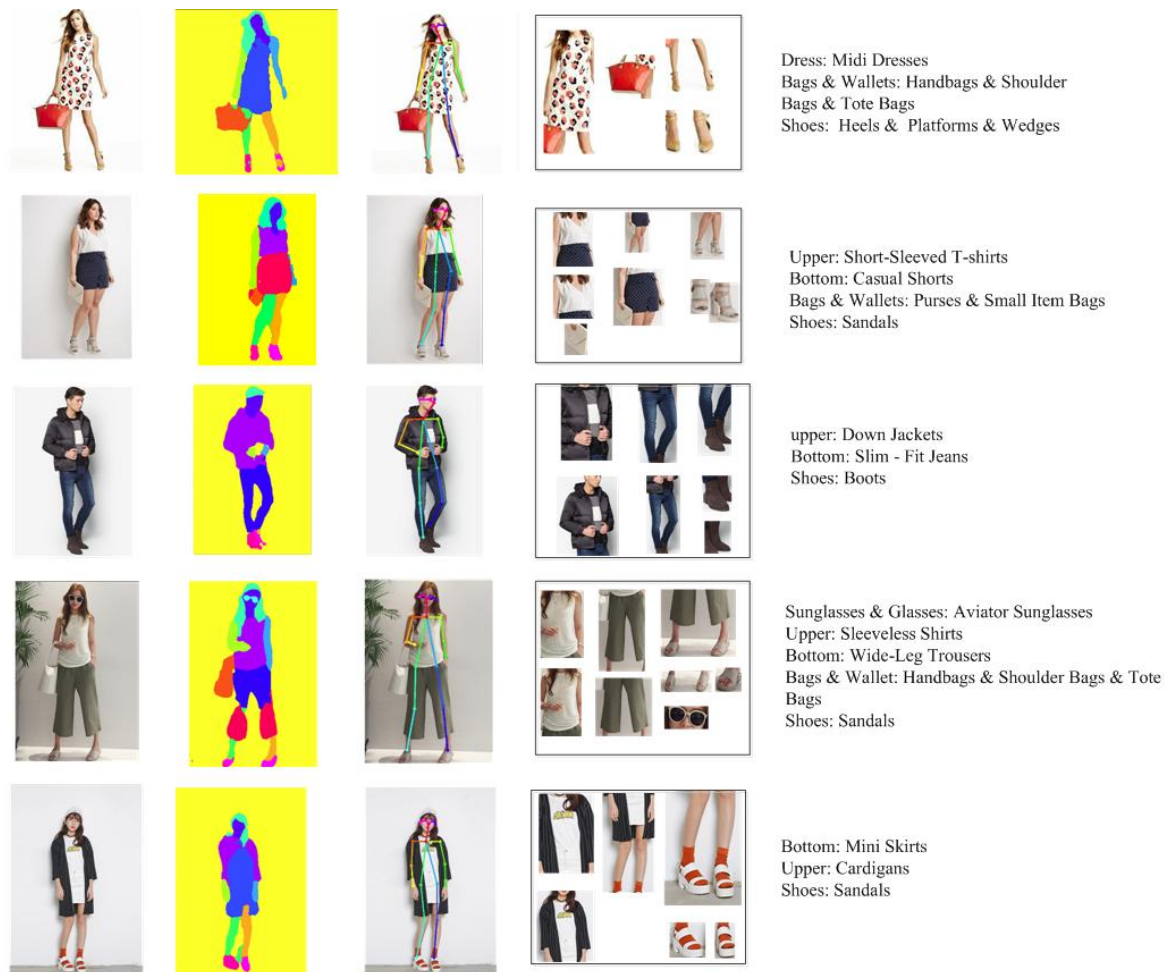 Dress: Midi Dresses
Bags & Wallets: Handbags & Shoulder
Bags & Tote Bags
Shoes: Heels & Platforms & Wedges
Upper: Short-Sleeved T-shirts
Bottom: Casual Shorts
Bags & Wallets: Purses & Small Item Bags
Shoes: Sandals
upper: Down Jackets
Bottom: Slim - Fit Jeans
Shoes: Boots
Sunglasses & Glasses: Aviator Sunglasses
Upper: Sleeveless Shirts
Bottom: Wide-Leg Trousers
Bags & Wallet: Handbags & Shoulder Bags & Tote
Bags
Shoes: Sandals
Bottom: Mini Skirts
Upper: Cardigans
Shoes: Sandals